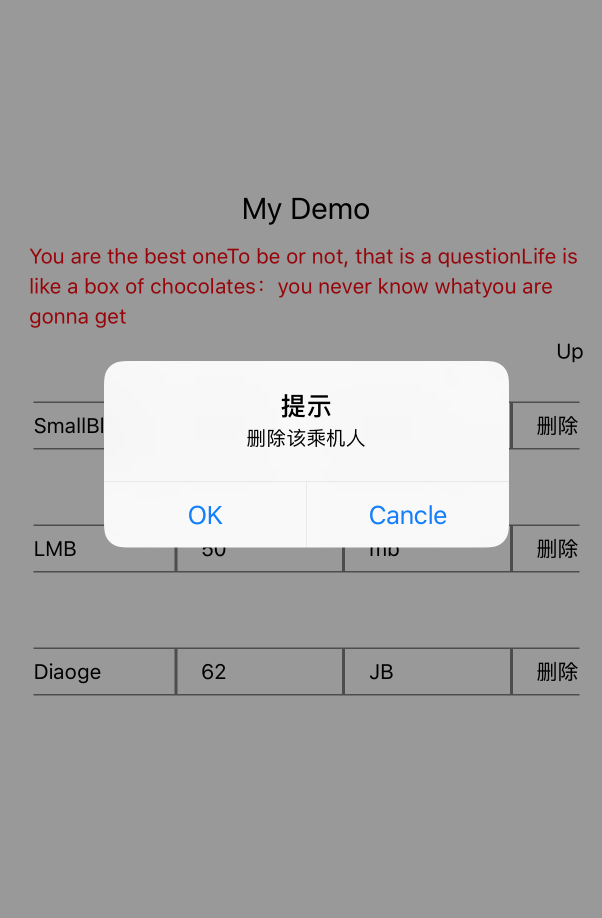 My Demo
You are the best oneTo be or not, that is a questionLife is
like a box of chocolates：you never know whatyou are
gonna get
Up
提示
删除该乘机人
OK Cancle
删除
LMB 50 mb 删除
Diaoge 62 JB 删除